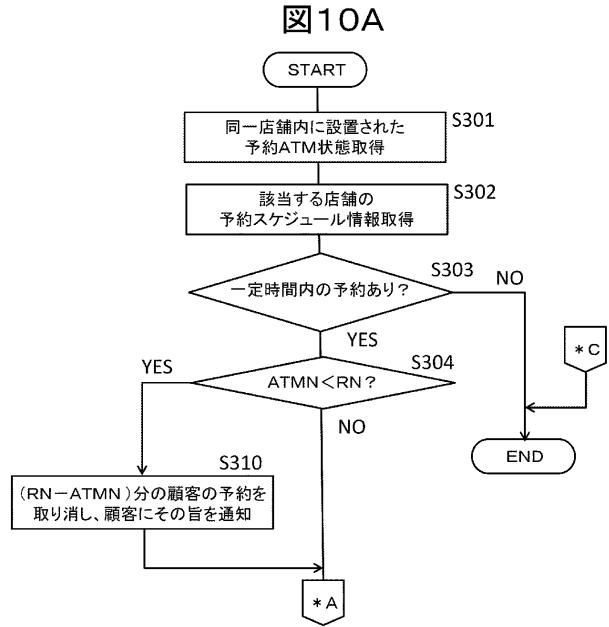 図10A
START
同一店舗内に設置された
予約ATM状態取得
S301
該当する店舗の
予約スケジュール情報取得
S302
一定時間内の予約あり？
S303
NO
YES
＊C
ATMN＜RN？
S304
YES
NO
END
S310
（RN－ATMN）分の顧客の予約を
取り消し、顧客にその旨を通知
＊A